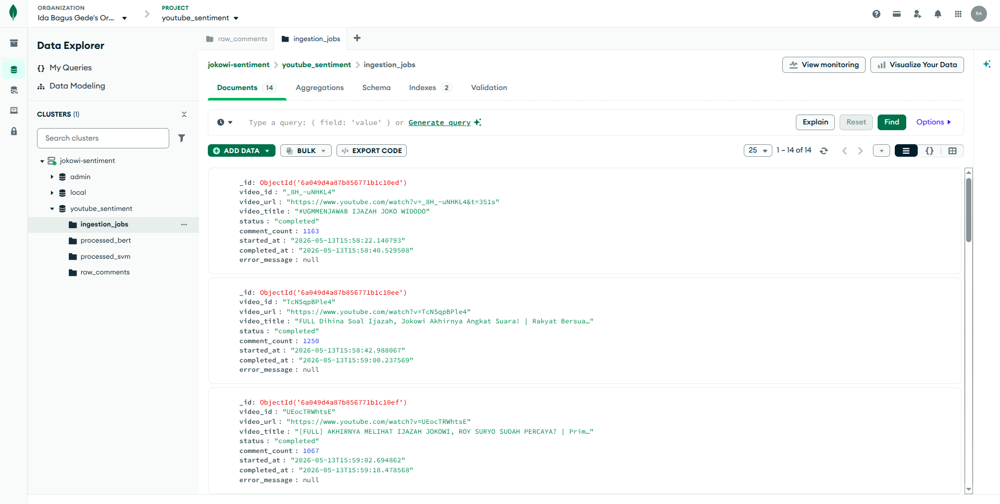 ORGANIZATION
Ida Bagus Gede's Or...
PROJECT
youtube_sentiment
RA
Data Explorer
{} My Queries
Data Modeling
CLUSTERS (1)
Search clusters
jokowi-sentiment
admin
local
youtube_sentiment
ingestion_jobs
processed_bert
processed_svm
raw_comments
raw_comments
ingestion_jobs
jokowi-sentiment > youtube_sentiment > ingestion_jobs
View monitoring
Visualize Your Data
Documents 14
Aggregations
Schema
Indexes 2
Validation
Type a query: { field: 'value' } or Generate query
Explain
Reset
Find
Options
ADD DATA
BULK
</> EXPORT CODE
25
1 – 14 of 14
{}
_id: ObjectId('6a049d4a87b856771b1c10ed')
video_id : "_8H_-uNHKL4"
video_url : "https://www.youtube.com/watch?v=_8H_-uNHKL4&t=351s"
video_title : "#UGMMENJAWAB IJAZAH JOKO WIDODO"
status : "completed"
comment_count : 1163
started_at : "2026-05-13T15:58:22.140793"
completed_at : "2026-05-13T15:58:40.529508"
error_message : null
_id: ObjectId('6a049d4a87b856771b1c10ee')
video_id : "TcNSqpBPle4"
video_url : "https://www.youtube.com/watch?v=TcNSqpBPle4"
video_title : "FULL Dihina Soal Ijazah, Jokowi Akhirnya Angkat Suara! | Rakyat Bersua…"
status : "completed"
comment_count : 1250
started_at : "2026-05-13T15:58:42.988067"
completed_at : "2026-05-13T15:59:00.237569"
error_message : null
_id: ObjectId('6a049d4a87b856771b1c10ef')
video_id : "UEocTRWhtsE"
video_url : "https://www.youtube.com/watch?v=UEocTRWhtsE"
video_title : "[FULL] AKHIRNYA MELIHAT IJAZAH JOKOWI, ROY SURYO SUDAH PERCAYA? | Prim…"
status : "completed"
comment_count : 1067
started_at : "2026-05-13T15:59:02.694862"
completed_at : "2026-05-13T15:59:18.478568"
error_message : null